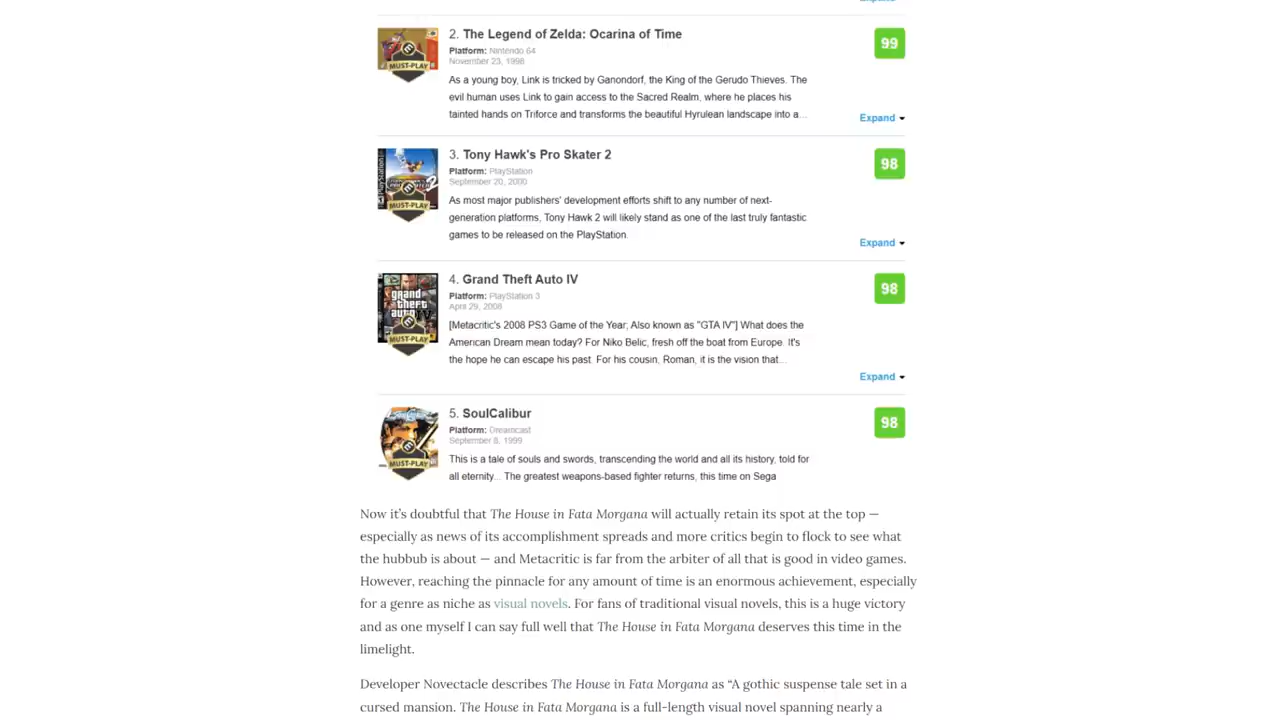 Expand
2. The Legend of Zelda: Ocarina of Time
99
Platform: Nintendo 64
November 23, 1998
MUST-PLAY
As a young boy, Link is tricked by Ganondorf, the King of the Gerudo Thieves. The
evil human uses Link to gain access to the Sacred Realm, where he places his
tainted hands on Triforce and transforms the beautiful Hyrulean landscape into a...
Expand
3. Tony Hawk's Pro Skater 2
98
Platform: PlayStation
September 20, 2000
MUST-PLAY
As most major publishers' development efforts shift to any number of next-
generation platforms, Tony Hawk 2 will likely stand as one of the last truly fantastic
games to be released on the PlayStation.
Expand
4. Grand Theft Auto IV
98
Platform: PlayStation 3
April 29, 2008
grand
theft
auto IV
MUST-PLAY
[Metacritic's 2008 PS3 Game of the Year; Also known as "GTA IV"] What does the
American Dream mean today? For Niko Belic, fresh off the boat from Europe. It's
the hope he can escape his past. For his cousin, Roman, it is the vision that...
Expand
5. SoulCalibur
98
Platform: Dreamcast
September 8, 1999
MUST-PLAY
This is a tale of souls and swords, transcending the world and all its history, told for
all eternity... The greatest weapons-based fighter returns, this time on Sega
Now it's doubtful that The House in Fata Morgana will actually retain its spot at the top —
especially as news of its accomplishment spreads and more critics begin to flock to see what
the hubbub is about — and Metacritic is far from the arbiter of all that is good in video games.
However, reaching the pinnacle for any amount of time is an enormous achievement, especially
for a genre as niche as visual novels. For fans of traditional visual novels, this is a huge victory
and as one myself I can say full well that The House in Fata Morgana deserves this time in the
limelight.
Developer Novectacle describes The House in Fata Morgana as “A gothic suspense tale set in a
cursed mansion. The House in Fata Morgana is a full-length visual novel spanning nearly a